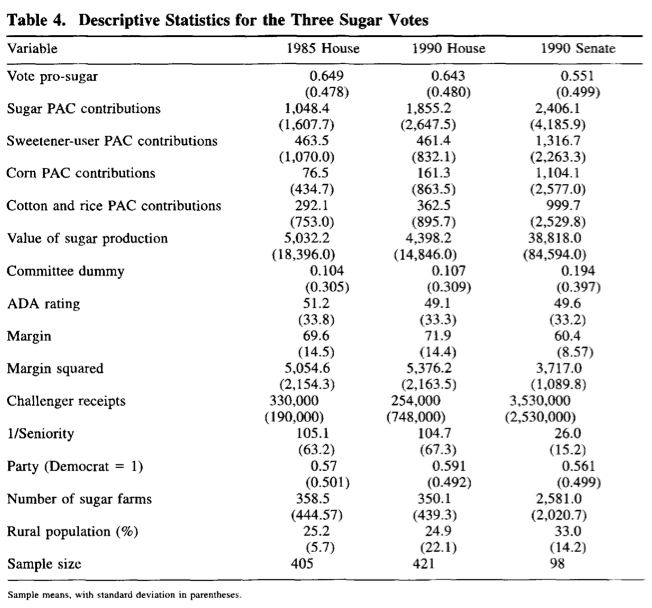 Table 4. Descriptive Statistics for the Three Sugar Votes
Variable 1985 House 1990 House 1990 Senate
Vote pro-sugar 0.649 0.643 0.551
(0.478) (0.480) (0.499)
Sugar PAC contributions 1,048.4 1,855.2 2,406.1
(1,607.7) (2,647.5) (4,185.9)
Sweetener-user PAC contributions 463.5 461.4 1,316.7
(1,070.0) (832.1) (2,263.3)
Corn PAC contributions 76.5 161.3 1,104.1
(434.7) (863.5) (2,577.0)
Cotton and rice PAC contributions 292.1 362.5 999.7
(753.0) (895.7) (2,529.8)
Value of sugar production 5,032.2 4,398.2 38,818.0
(18,396.0) (14,846.0) (84,594.0)
Committee dummy 0.104 0.107 0.194
(0.305) (0.309) (0.397)
ADA rating 51.2 49.1 49.6
(33.8) (33.3) (33.2)
Margin 69.6 71.9 60.4
(14.5) (14.4) (8.57)
Margin squared 5,054.6 5,376.2 3,717.0
(2,154.3) (2,163.5) (1,089.8)
Challenger receipts 330,000 254,000 3,530,000
(190,000) (748,000) (2,530,000)
1/Seniority 105.1 104.7 26.0
(63.2) (67.3) (15.2)
Party (Democrat = 1) 0.57 0.591 0.561
(0.501) (0.492) (0.499)
Number of sugar farms 358.5 350.1 2,581.0
(444.57) (439.3) (2,020.7)
Rural population (%) 25.2 24.9 33.0
(5.7) (22.1) (14.2)
Sample size 405 421 98
Sample means, with standard deviation in parentheses.